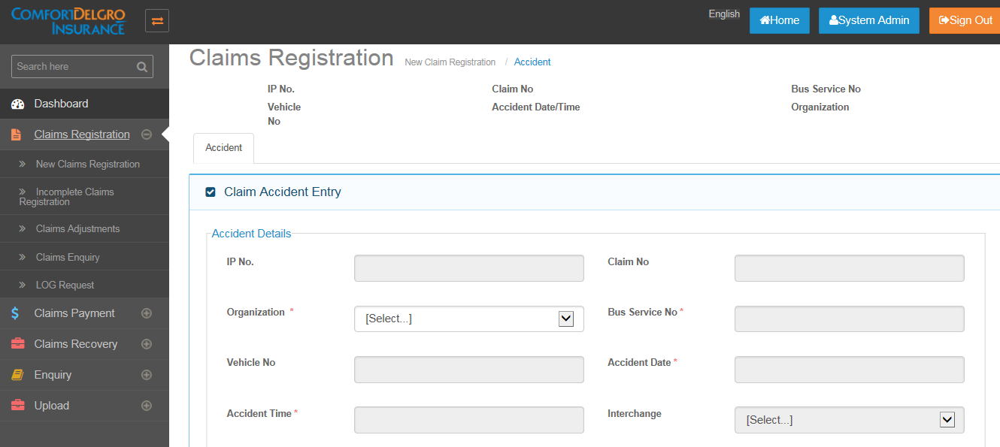 COMFORTDELGRO
INSURANCE
English
Home
System Admin
Sign Out
Search here
Dashboard
Claims Registration
New Claims Registration
Incomplete Claims
Registration
Claims Adjustments
Claims Enquiry
LOG Request
Claims Payment
Claims Recovery
Enquiry
Upload
Claims Registration New Claim Registration / Accident
IP No. Claim No Bus Service No
Vehicle Accident Date/Time Organization
No
Accident
Claim Accident Entry
Accident Details
IP No. Claim No
Organization * [Select...] Bus Service No *
Vehicle No Accident Date *
Accident Time * Interchange [Select...]